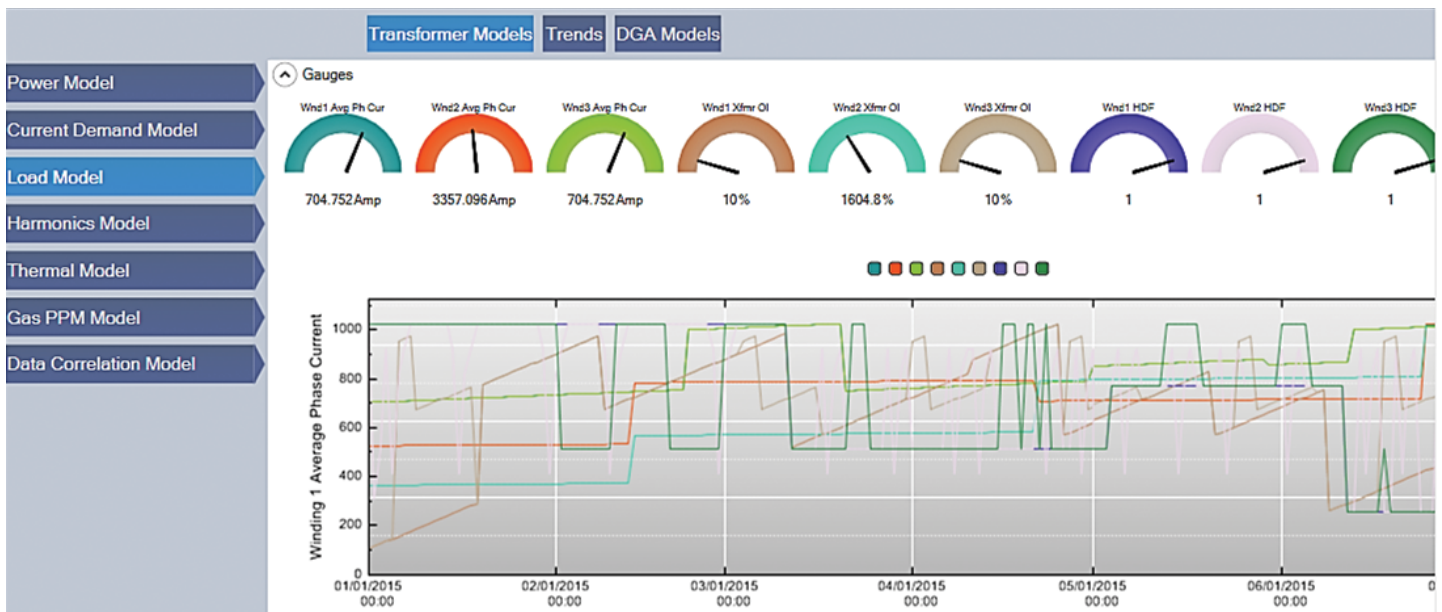 Transformer Models Trends DGA Models
Power Model
Current Demand Model
Load Model
Harmonics Model
Thermal Model
Gas PPM Model
Data Correlation Model
Gauges
Wnd1 Avg Ph Cur Wnd2 Avg Ph Cur Wnd3 Avg Ph Cur Wnd1 Xfmr Ol Wnd2 Xfmr Ol Wnd3 Xfmr Ol Wnd1 HDF Wnd2 HDF Wnd3 HDF
704.752Amp 3357.096Amp 704.752Amp 10% 1604.8% 10% 1 1 1
Winding 1 Average Phase Current
1000
800
600
400
200
0
01/01/2015 02/01/2015 03/01/2015 04/01/2015 05/01/2015 06/01/2015 0
00:00 00:00 00:00 00:00 00:00 00:00